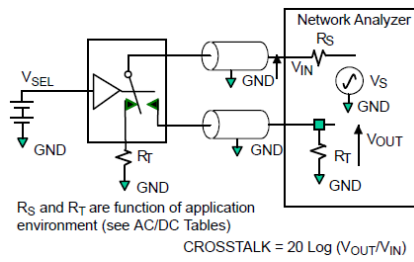 Network Analyzer
RS
GND
VIN
VSEL
VS
GND
GND
GND
VOUT
RT
RT
GND
GND
RS and RT are function of application
environment (see AC/DC Tables)
CROSSTALK = 20 Log (VOUT/VIN)